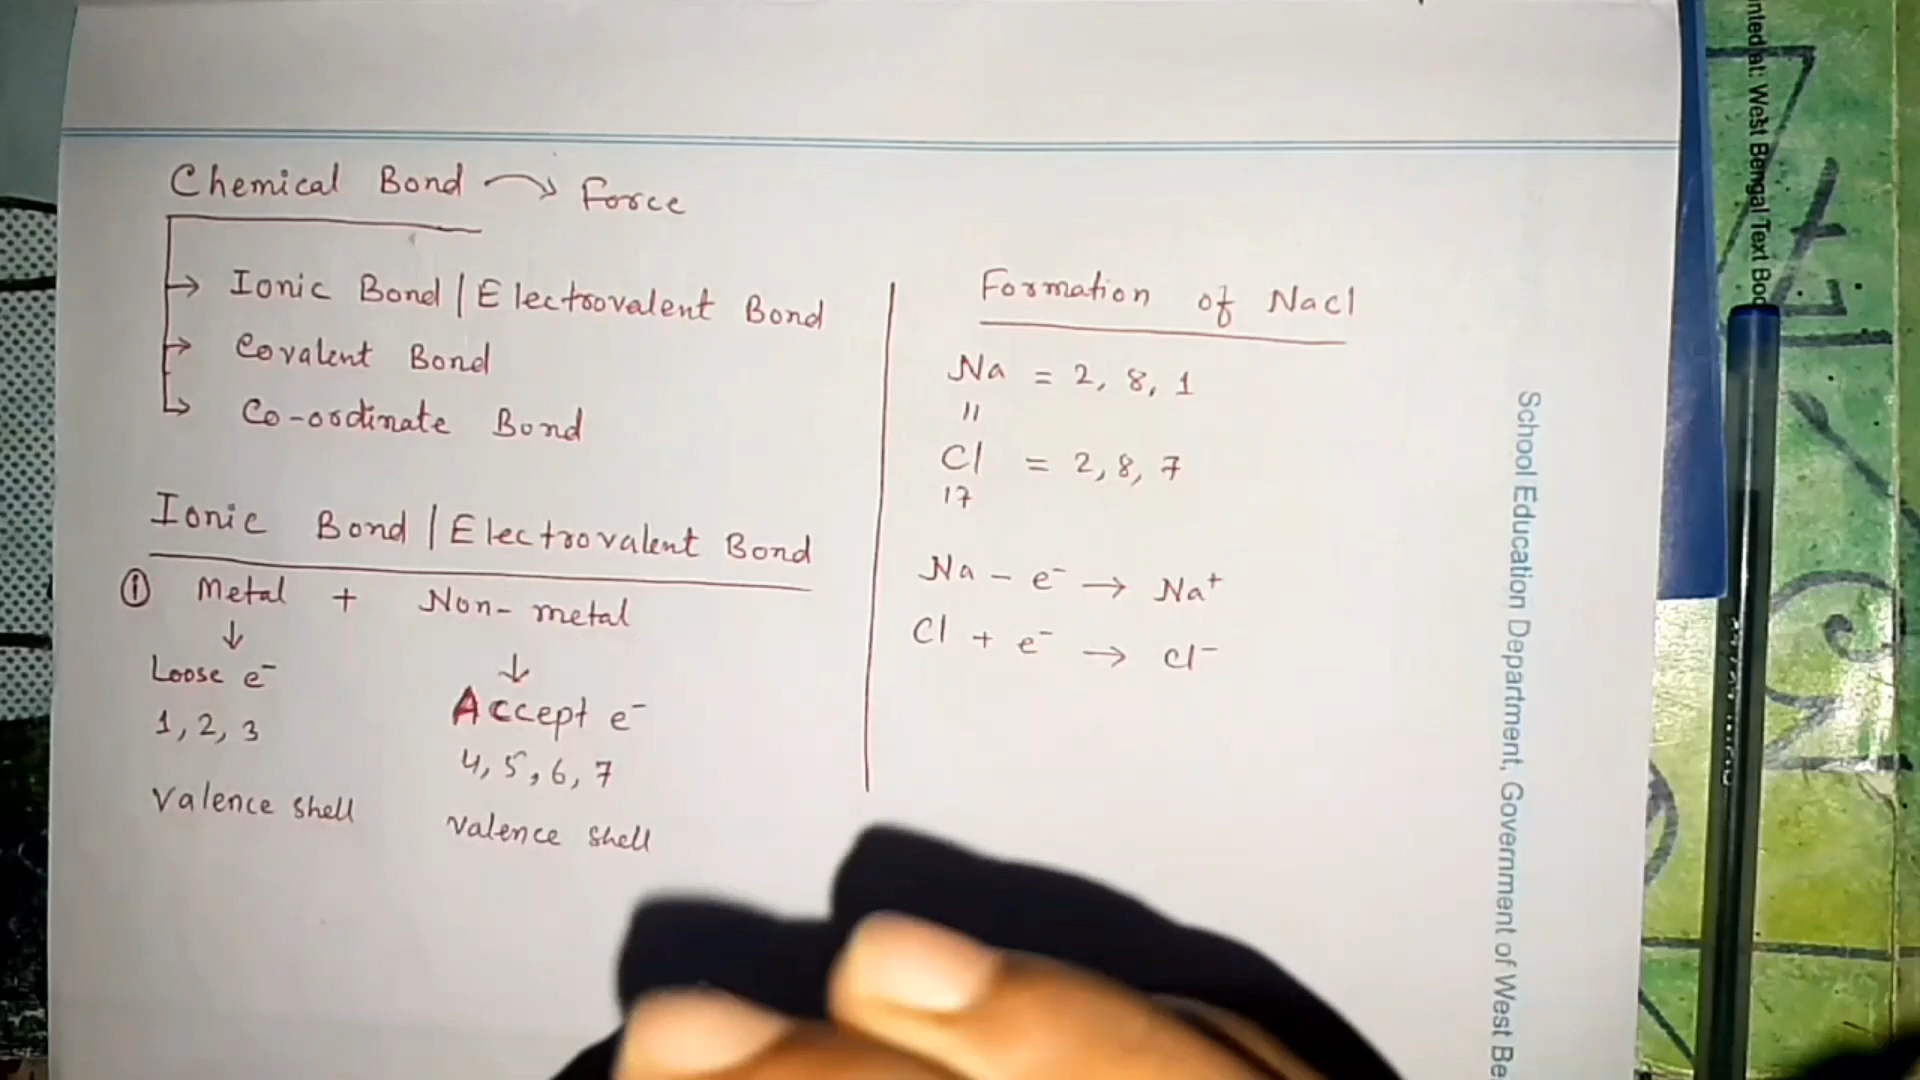 Chemical Bond → Force
→ Ionic Bond | Electrovalent Bond
→ Covalent Bond
→ Co-ordinate Bond
Ionic Bond | Electrovalent Bond
① Metal + Non-metal
↓ ↓
Loose e⁻ Accept e⁻
1, 2, 3 4, 5, 6, 7
Valence shell Valence shell
Formation of NaCl
Na = 2, 8, 1
11
Cl = 2, 8, 7
17
Na - e⁻ → Na⁺
Cl + e⁻ → Cl⁻
School Education Department, Government of West Be
nted at: West Bengal Text Boo